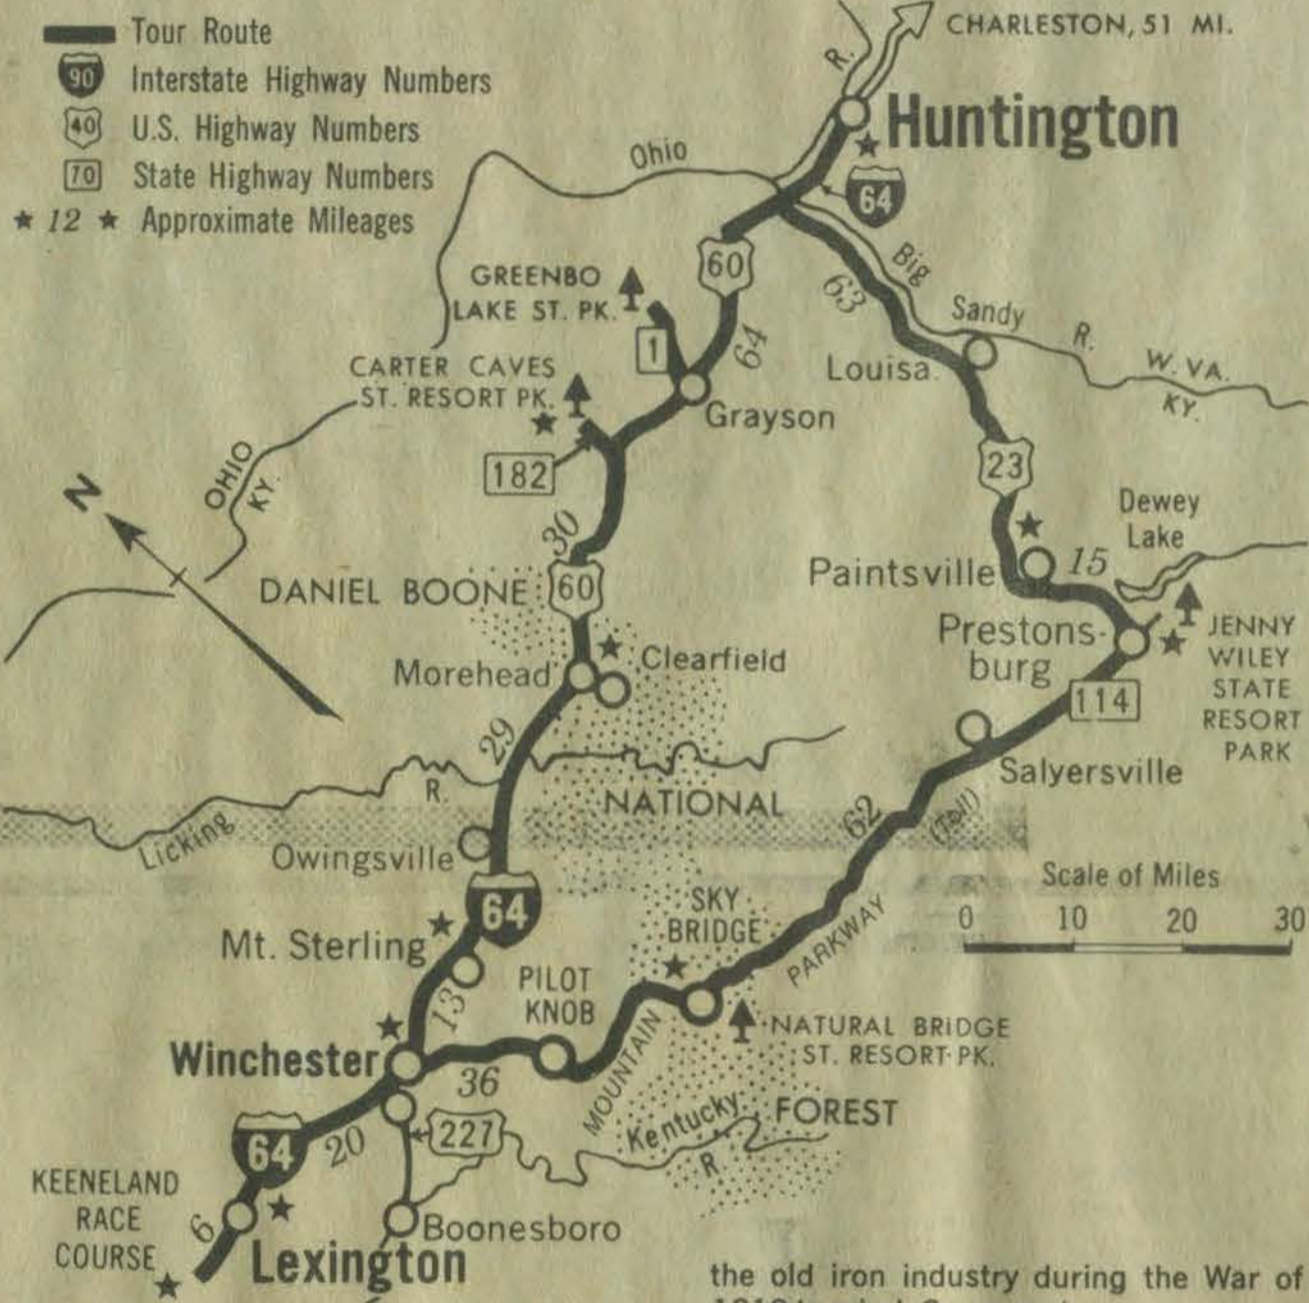 Tour Route
90 Interstate Highway Numbers
40 U.S. Highway Numbers
70 State Highway Numbers
★ 12 ★ Approximate Mileages
CHARLESTON, 51 MI.
R.
Huntington
64
Ohio
60
Big
Sandy
R.
W. VA.
KY.
63
Louisa
GREENBO
LAKE ST. PK.
1
64
CARTER CAVES
ST. RESORT PK.
Grayson
182
OHIO
KY.
N
23
Dewey
Lake
30
Paintsville
15
DANIEL BOONE
60
Prestons-
burg
JENNY
WILEY
STATE
RESORT
PARK
Morehead
Clearfield
114
29
Salyersville
R.
Licking
NATIONAL
62
(Toll)
Owingsville
Scale of Miles
0 10 20 30
64
SKY
BRIDGE
PARKWAY
Mt. Sterling
PILOT
KNOB
13
NATURAL BRIDGE
ST. RESORT PK.
MOUNTAIN
Winchester
36
Kentucky
R
FOREST
227
64
20
KEENELAND
RACE
COURSE
6
Boonesboro
Lexington
the old iron industry during the War of